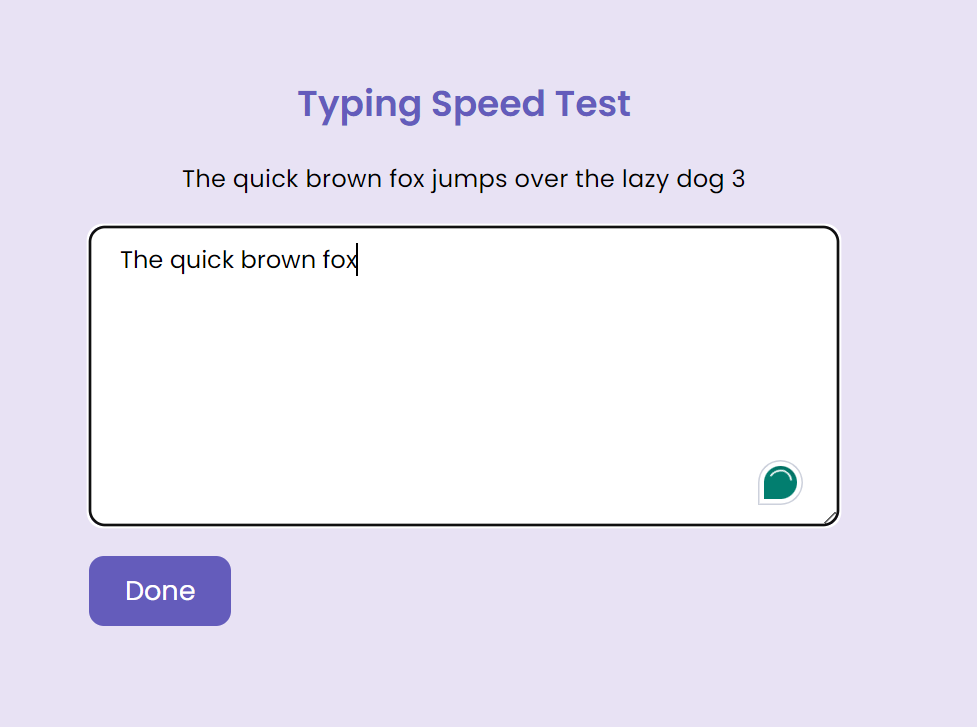 Typing Speed Test
The quick brown fox jumps over the lazy dog 3
The quick brown fox
Done